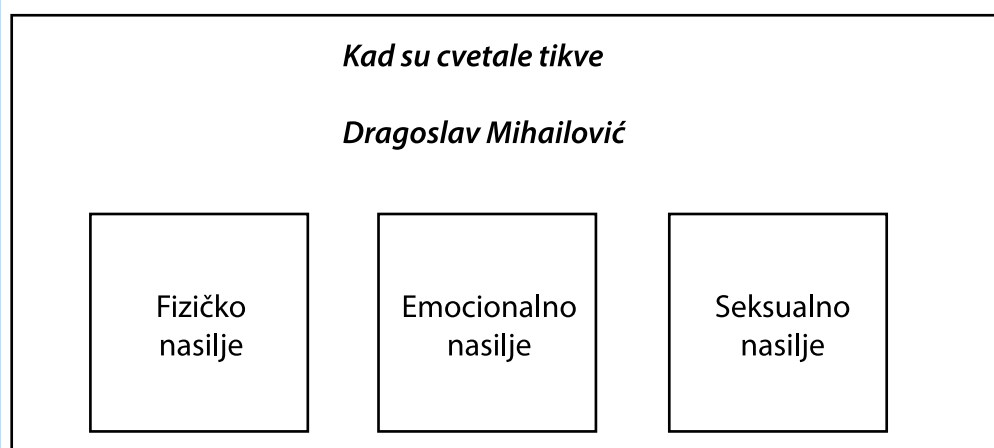 Kad su cvetale tikve
Dragoslav Mihailović
Fizičko
nasilje
Emocionalno
nasilje
Seksualno
nasilje